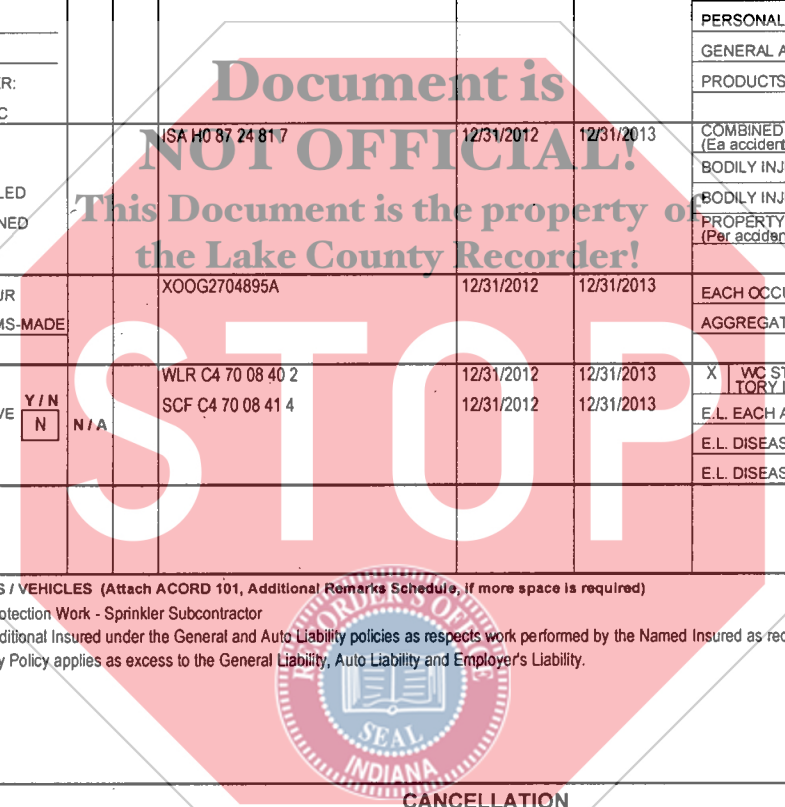 PERSONAL
GENERAL A
R:
PRODUCTS
C
Document is
ISA H0 87 24 81 7 12/31/2012 12/31/2013
COMBINED
(Ea accident
NOT OFFICIAL!
BODILY INJ
LED
BODILY INJ
This Document is the property of
NED
PROPERTY
(Per acciden
the Lake County Recorder!
UR
XOOG2704895A 12/31/2012 12/31/2013
EACH OCCU
MS-MADE
AGGREGAT
STOP
WLR C4 70 08 40 2 12/31/2012 12/31/2013
X WC ST
TORY L
Y / N
VE N N / A
SCF C4 70 08 41 4 12/31/2012 12/31/2013
E.L. EACH A
E.L. DISEAS
E.L. DISEAS
S / VEHICLES (Attach ACORD 101, Additional Remarks Schedule, if more space is required)
otection Work - Sprinkler Subcontractor
ditional Insured under the General and Auto Liability policies as respects work performed by the Named Insured as req
y Policy applies as excess to the General Liability, Auto Liability and Employer's Liability.
RECORDER'S OFFICE
SEAL
INDIANA
CANCELLATION